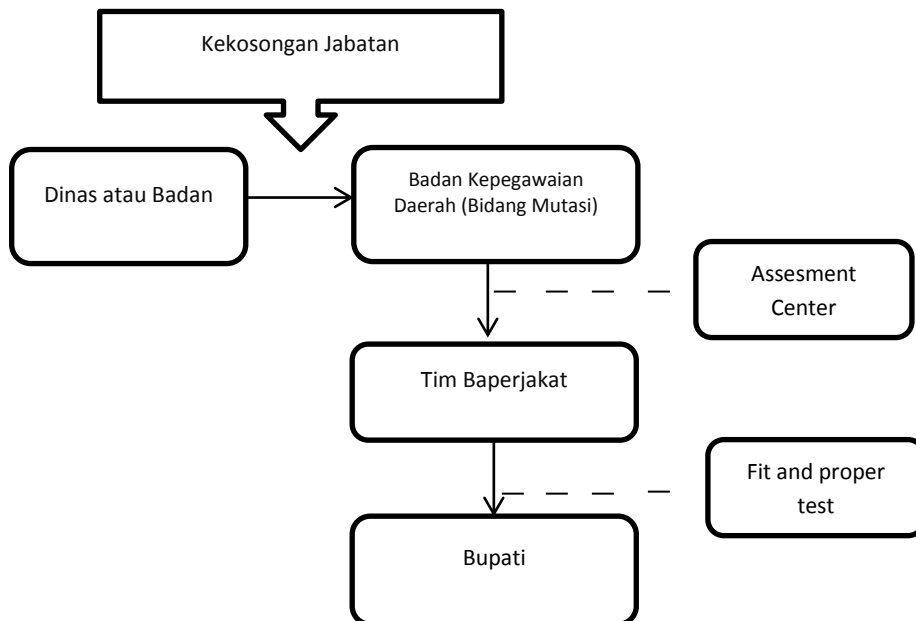 Kekosongan Jabatan
Dinas atau Badan
Badan Kepegawaian
Daerah (Bidang Mutasi)
Assesment
Center
Tim Baperjakat
Fit and proper
test
Bupati